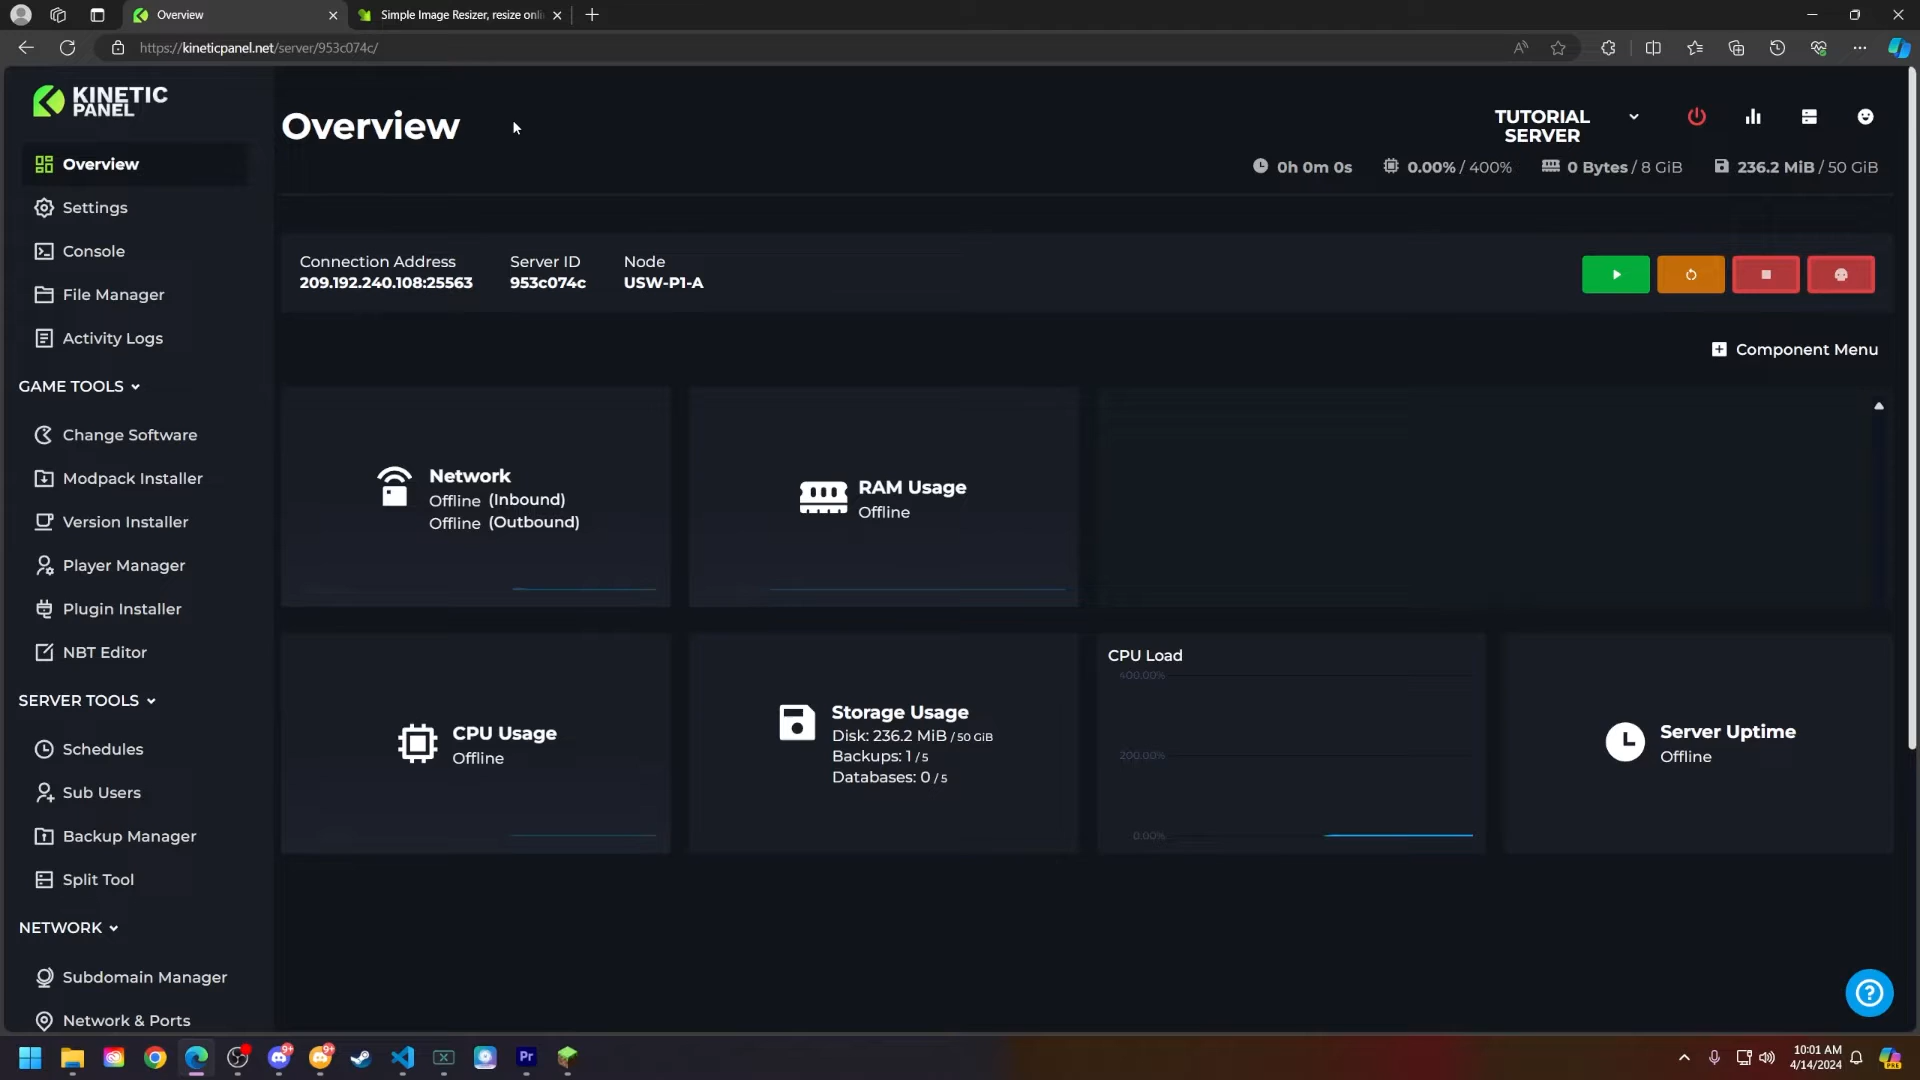 Overview
Simple Image Resizer, resize onli
https://kineticpanel.net/server/953c074c/
KINETIC
PANEL
Overview
Settings
Console
File Manager
Activity Logs
GAME TOOLS
Change Software
Modpack Installer
Version Installer
Player Manager
Plugin Installer
NBT Editor
SERVER TOOLS
Schedules
Sub Users
Backup Manager
Split Tool
NETWORK
Subdomain Manager
Network & Ports
Overview
TUTORIAL
SERVER
0h 0m 0s
0.00% / 400%
0 Bytes / 8 GiB
236.2 MiB / 50 GiB
Connection Address
209.192.240.108:25563
Server ID
953c074c
Node
USW-P1-A
Component Menu
Network
Offline (Inbound)
Offline (Outbound)
RAM Usage
Offline
CPU Usage
Offline
Storage Usage
Disk: 236.2 MiB / 50 GiB
Backups: 1 / 5
Databases: 0 / 5
CPU Load
400.00%
200.00%
0.00%
Server Uptime
Offline
9+
9+
Pr
10:01 AM
4/14/2024
PRE